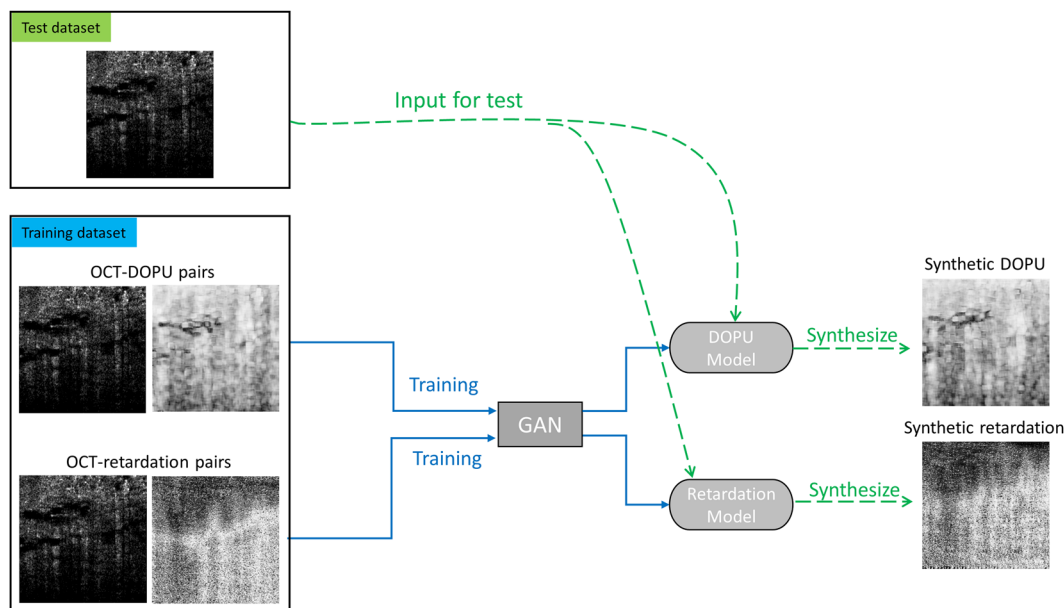 Test dataset
Input for test
Training dataset
OCT-DOPU pairs
Synthetic DOPU
DOPU
Model
Synthesize
Training
GAN
Synthetic retardation
Training
OCT-retardation pairs
Retardation
Model
Synthesize